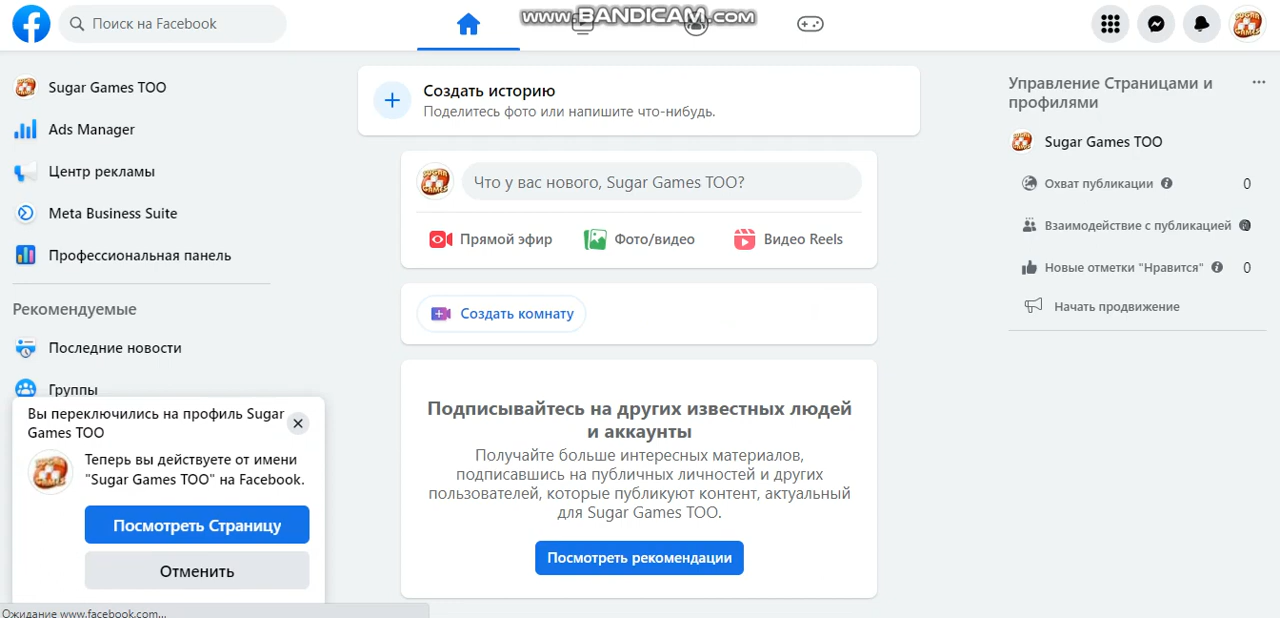 Поиск на Facebook
www.BANDICAM.com
Sugar Games TOO
Ads Manager
Центр рекламы
Meta Business Suite
Профессиональная панель
Рекомендуемые
Последние новости
Группы
Вы переключились на профиль Sugar
Games TOO
Теперь вы действуете от имени
"Sugar Games TOO" на Facebook.
Посмотреть Страницу
Отменить
Ожидание www.facebook.com...
Создать историю
Поделитесь фото или напишите что-нибудь.
Что у вас нового, Sugar Games TOO?
Прямой эфир
Фото/видео
Видео Reels
Создать комнату
Подписывайтесь на других известных людей
и аккаунты
Получайте больше интересных материалов,
подписавшись на публичных личностей и других
пользователей, которые публикуют контент, актуальный
для Sugar Games TOO.
Посмотреть рекомендации
Управление Страницами и
профилями
Sugar Games TOO
Охват публикации 0
Взаимодействие с публикацией
Новые отметки "Нравится" 0
Начать продвижение